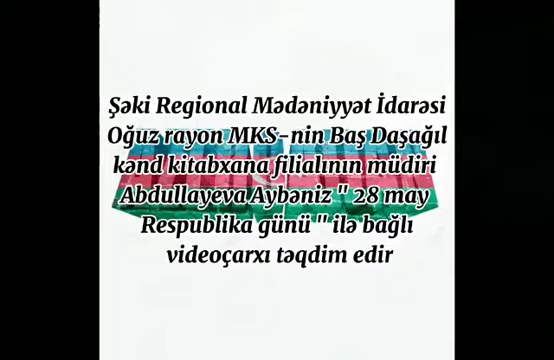 Şəki Regional Mədəniyyət İdarəsi
Oğuz rayon MKS-nin Baş Daşağıl
kənd kitabxana filialının müdiri
Abdullayeva Aybəniz " 28 may
Respublika günü " ilə bağlı
videoçarxı təqdim edir